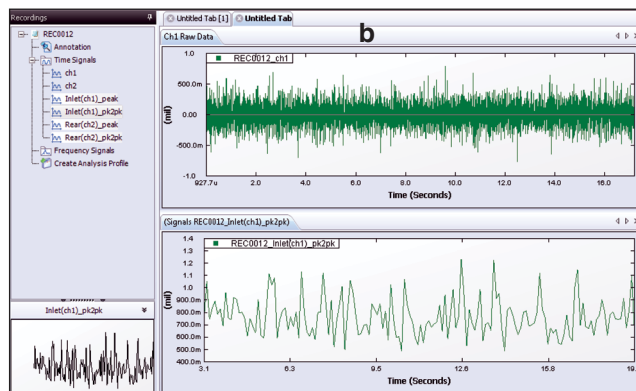 Recordings
REC0012
Annotation
Time Signals
ch1
ch2
Inlet(ch1)_peak
Inlet(ch1)_pk2pk
Rear(ch2)_peak
Rear(ch2)_pk2pk
Frequency Signals
Create Analysis Profile
Inlet(ch1)_pk2pk
Untitled Tab [1]
Untitled Tab
b
Ch1 Raw Data
REC0012_ch1
1.0
500.0m
0.00
-500.0m
-1.0
(mil)
927.7u 2.0 4.0 6.0 8.0 10.0 12.0 14.0 16.0
Time (Seconds)
(Signals REC0012_Inlet(ch1)_pk2pk)
REC0012_Inlet(ch1)_pk2pk
1.4
1.3
1.2
1.1
1.0
900.0m
800.0m
700.0m
600.0m
500.0m
400.0m
(mil)
3.1 6.3 9.5 12.6 15.8
Time (Seconds)